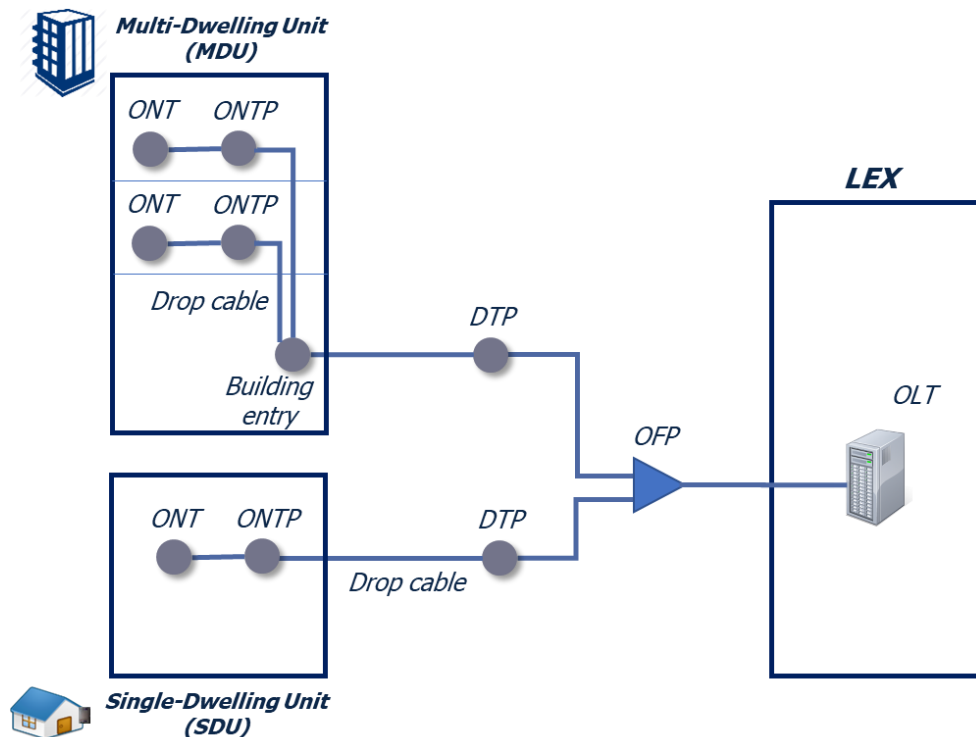 Multi-Dwelling Unit
(MDU)
ONT
ONTP
ONT
ONTP
Drop cable
Building
entry
DTP
OFP
LEX
OLT
ONT
ONTP
DTP
Drop cable
Single-Dwelling Unit
(SDU)